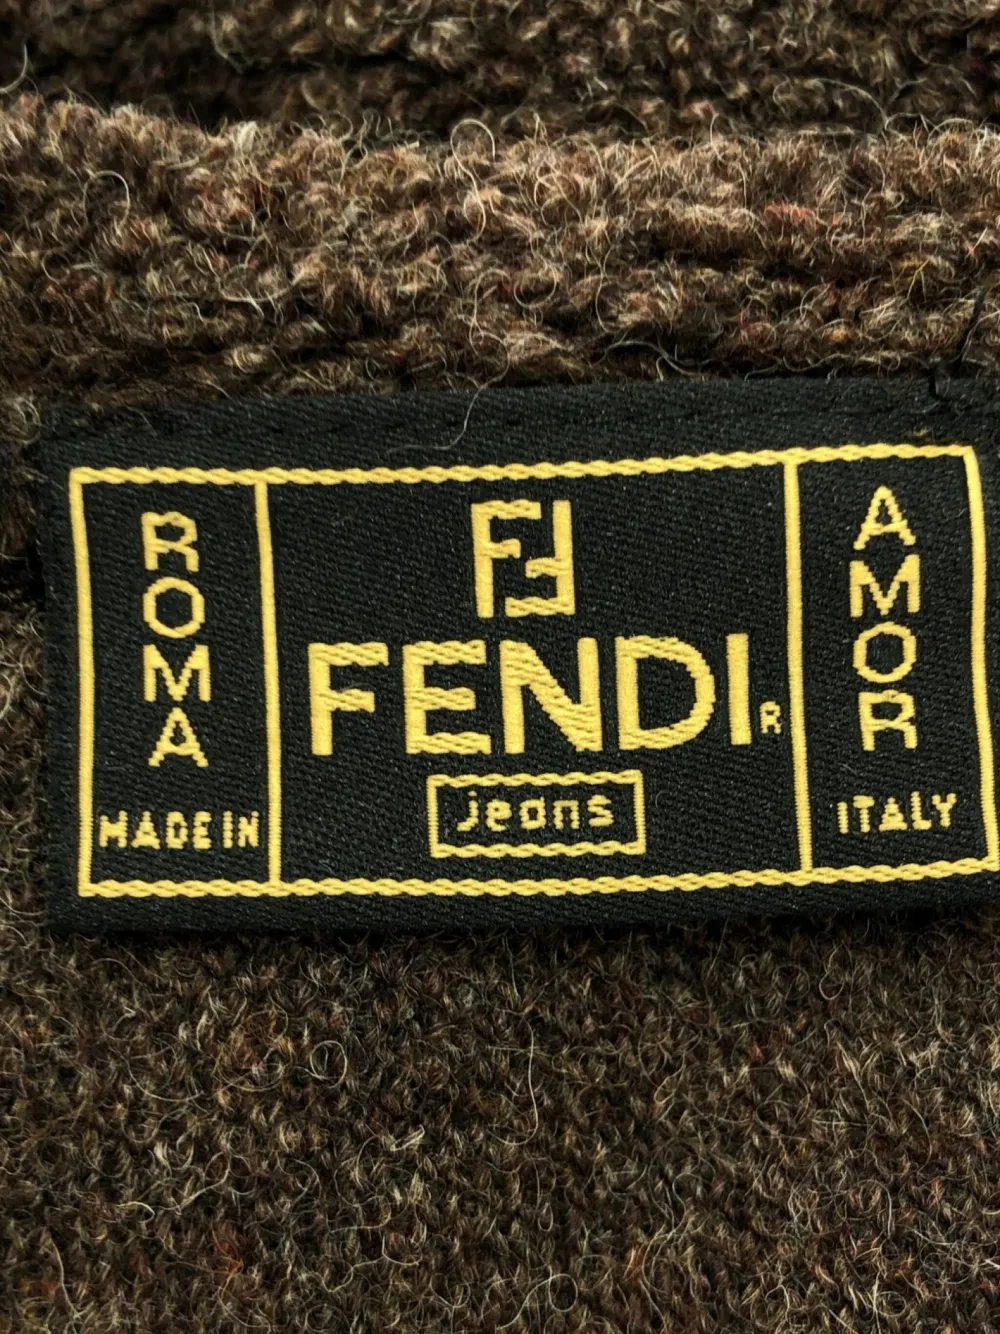 ROMA
MADE IN
FF
FENDI R
jeans
AMOR
ITALY